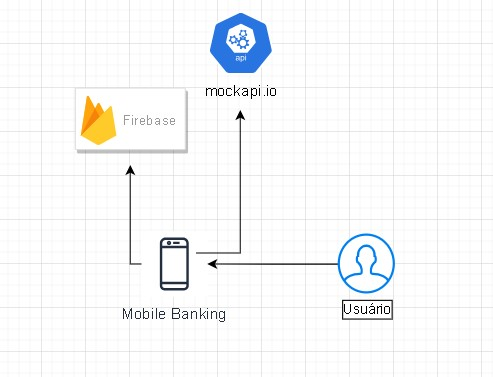 api
mockapi.io
Firebase
Mobile Banking
Usuário